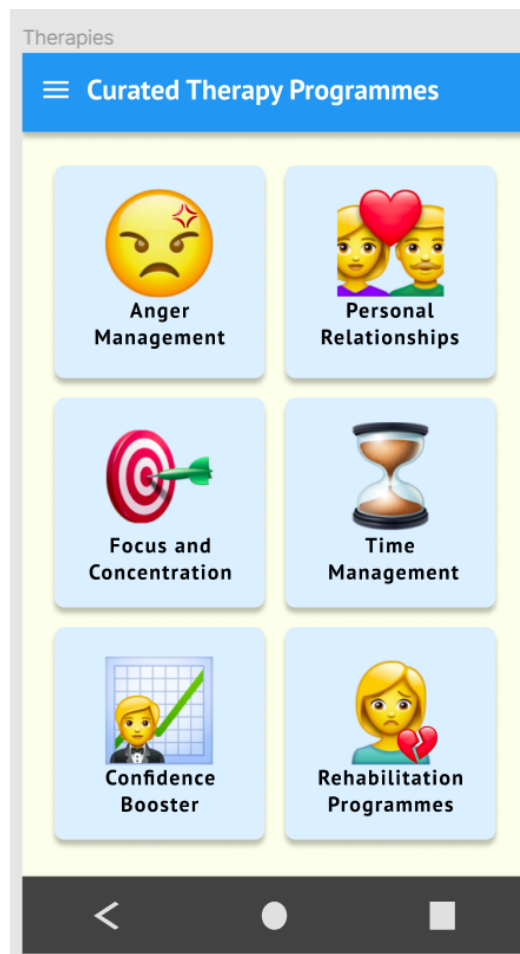 Therapies
Curated Therapy Programmes
Anger
Management
Personal
Relationships
Focus and
Concentration
Time
Management
Confidence
Booster
Rehabilitation
Programmes